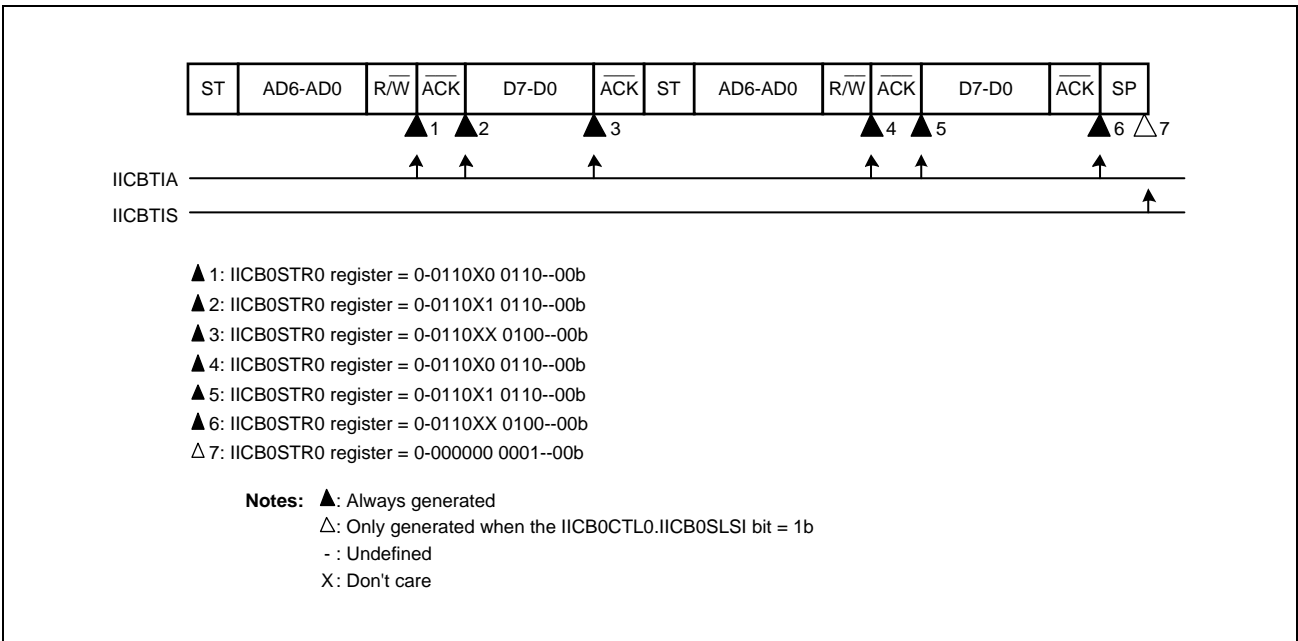 ST AD6-AD0 R/W ACK D7-D0 ACK ST AD6-AD0 R/W ACK D7-D0 ACK SP
▲1 ▲2 ▲3 ▲4 ▲5 ▲6 △7
IICBTIA
IICBTIS
▲1: IICB0STR0 register = 0-0110X0 0110--00b
▲2: IICB0STR0 register = 0-0110X1 0110--00b
▲3: IICB0STR0 register = 0-0110XX 0100--00b
▲4: IICB0STR0 register = 0-0110X0 0110--00b
▲5: IICB0STR0 register = 0-0110X1 0110--00b
▲6: IICB0STR0 register = 0-0110XX 0100--00b
△7: IICB0STR0 register = 0-000000 0001--00b
Notes: ▲: Always generated
△: Only generated when the IICB0CTL0.IICB0SLSI bit = 1b
- : Undefined
X: Don't care